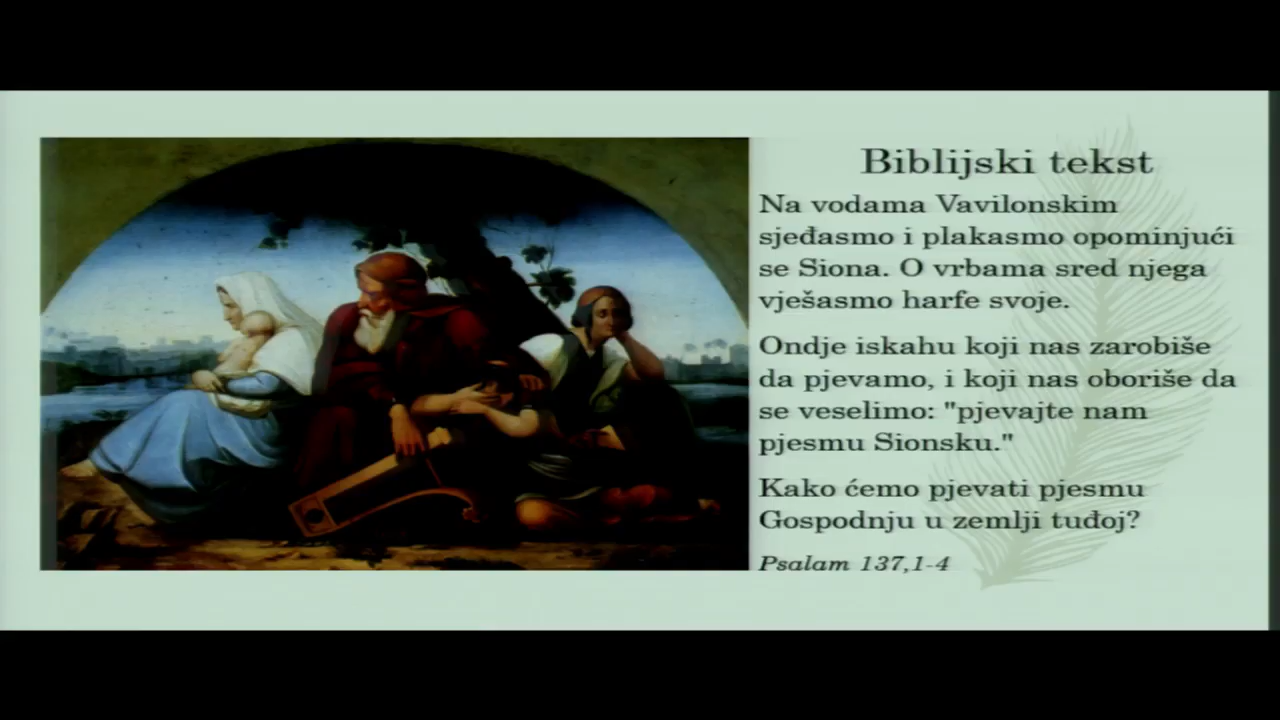 Biblijski tekst
Na vodama Vavilonskim
sjeđasmo i plakasmo opominjući
se Siona. O vrbama sred njega
vješasmo harfe svoje.
Ondje iskahu koji nas zarobiše
da pjevamo, i koji nas oboriše da
se veselimo: "pjevajte nam
pjesmu Sionsku."
Kako ćemo pjevati pjesmu
Gospodnju u zemlji tuđoj?
Psalam 137,1-4